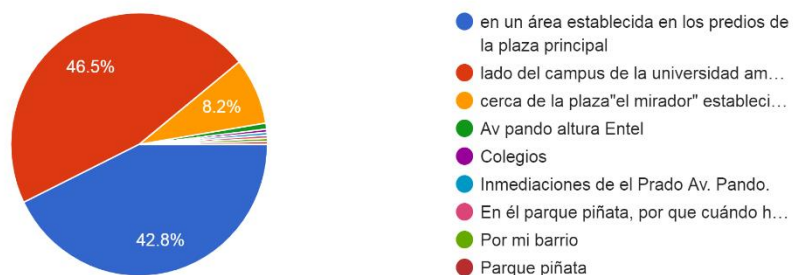 46.5%
8.2%
42.8%
en un área establecida en los predios de
la plaza principal
lado del campus de la universidad am…
cerca de la plaza"el mirador" estableci…
Av pando altura Entel
Colegios
Inmediaciones de el Prado Av. Pando.
En él parque piñata, por que cuándo h…
Por mi barrio
Parque piñata